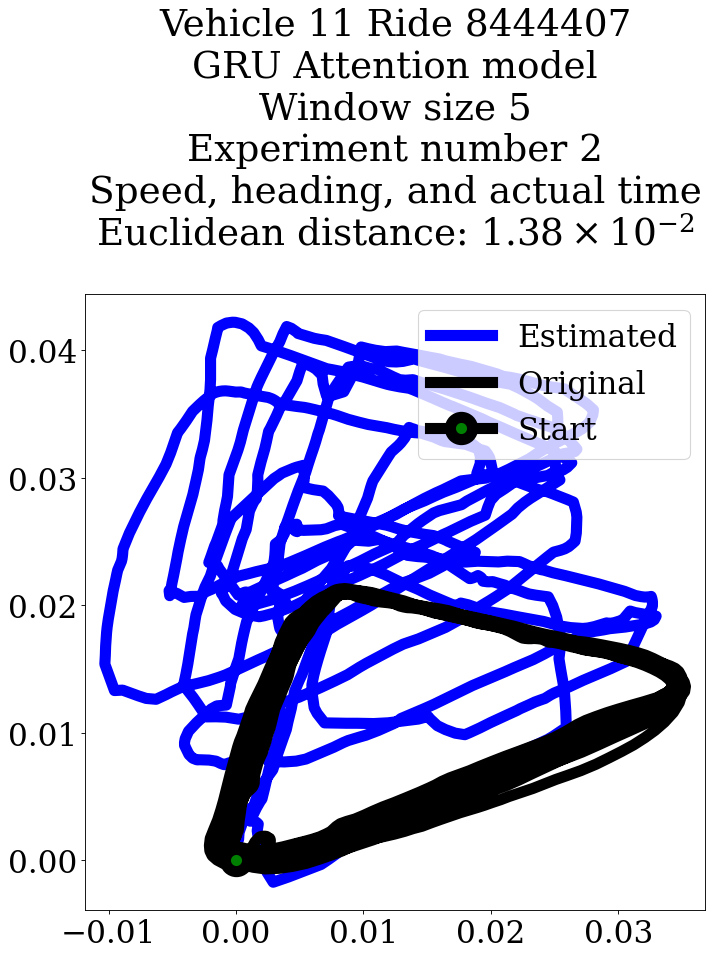 Vehicle 11 Ride 8444407
GRU Attention model
Window size 5
Experiment number 2
Speed, heading, and actual time
Euclidean distance: 1.38 × 10⁻²
Estimated
Original
Start
0.04
0.03
0.02
0.01
0.00
−0.01 0.00 0.01 0.02 0.03